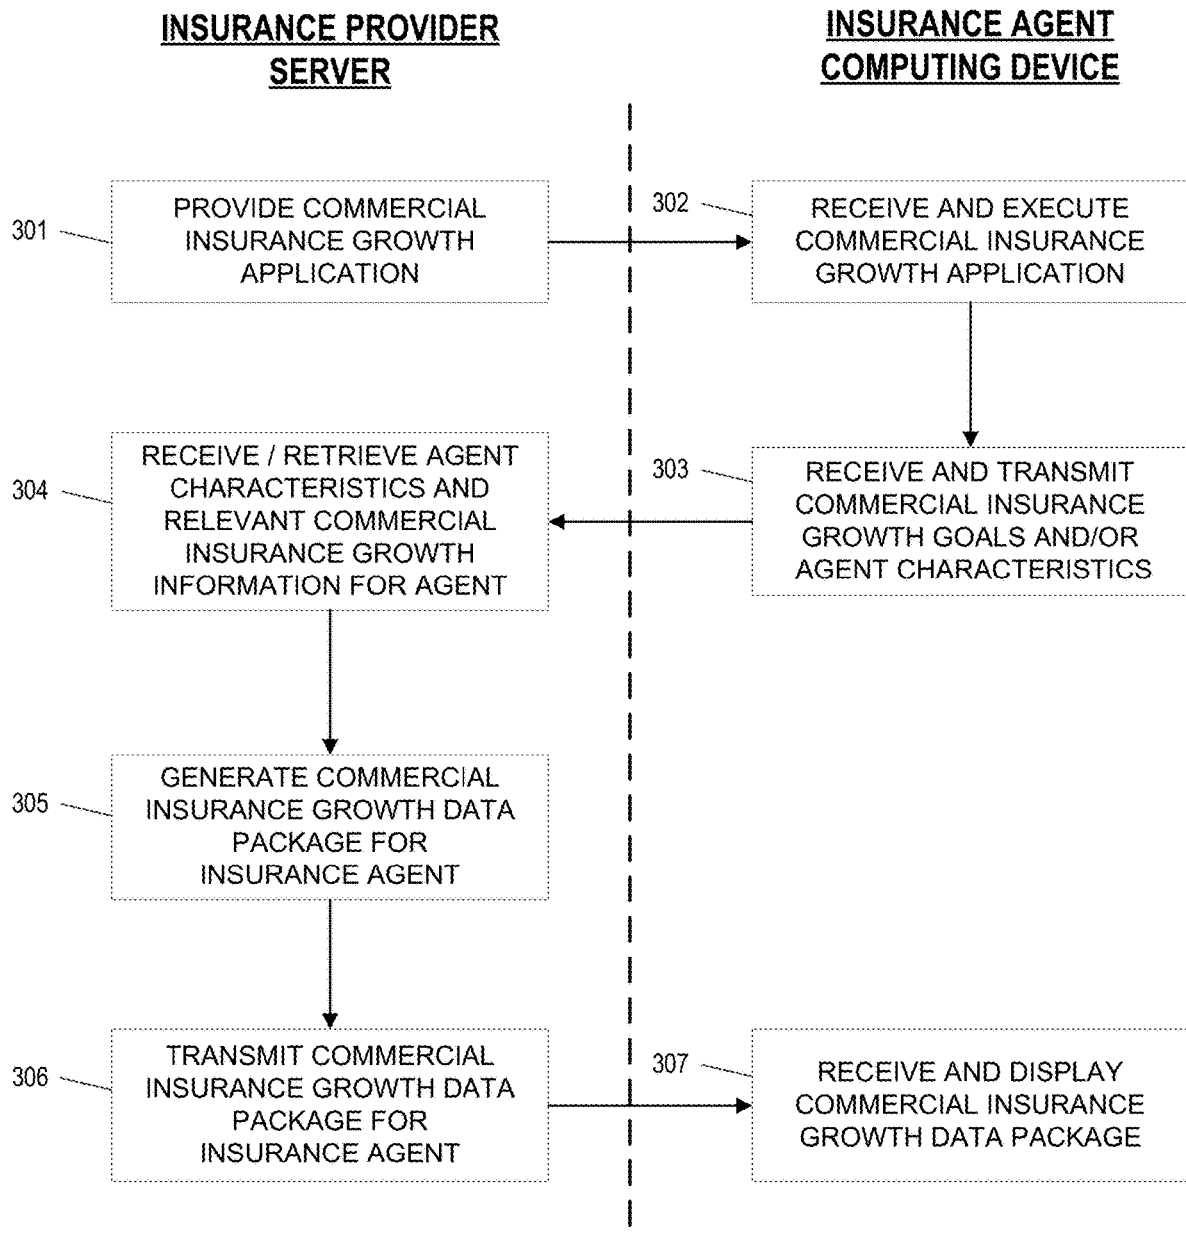 INSURANCE PROVIDER
SERVER
INSURANCE AGENT
COMPUTING DEVICE
301
PROVIDE COMMERCIAL
INSURANCE GROWTH
APPLICATION
302
RECEIVE AND EXECUTE
COMMERCIAL INSURANCE
GROWTH APPLICATION
303
RECEIVE AND TRANSMIT
COMMERCIAL INSURANCE
GROWTH GOALS AND/OR
AGENT CHARACTERISTICS
304
RECEIVE / RETRIEVE AGENT
CHARACTERISTICS AND
RELEVANT COMMERCIAL
INSURANCE GROWTH
INFORMATION FOR AGENT
305
GENERATE COMMERCIAL
INSURANCE GROWTH DATA
PACKAGE FOR
INSURANCE AGENT
306
TRANSMIT COMMERCIAL
INSURANCE GROWTH DATA
PACKAGE FOR
INSURANCE AGENT
307
RECEIVE AND DISPLAY
COMMERCIAL INSURANCE
GROWTH DATA PACKAGE